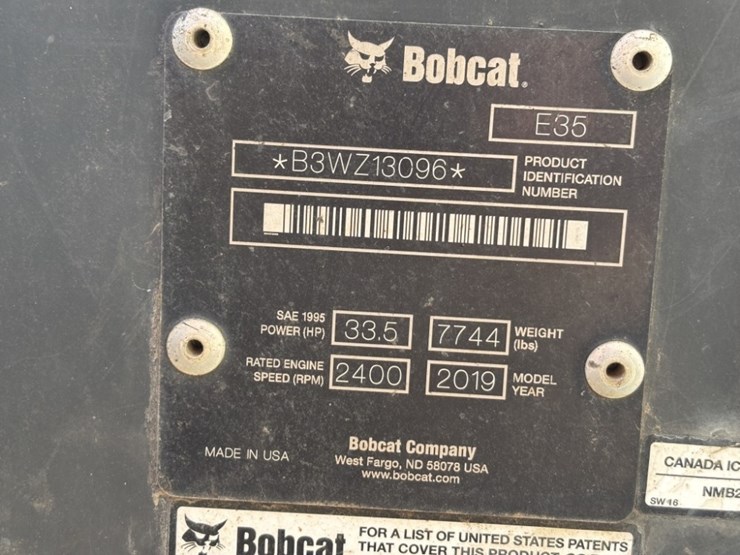 Bobcat®
E35
*B3WZ13096*
PRODUCT
IDENTIFICATION
NUMBER
SAE 1995
POWER (HP) 33.5 7744 WEIGHT
(lbs)
RATED ENGINE
SPEED (RPM) 2400 2019 MODEL
YEAR
MADE IN USA
Bobcat Company
West Fargo, ND 58078 USA
www.bobcat.com
CANADA IC
NMB2
SW46
Bobcat
FOR A LIST OF UNITED STATES PATENTS
THAT COVER THIS PRODUCT